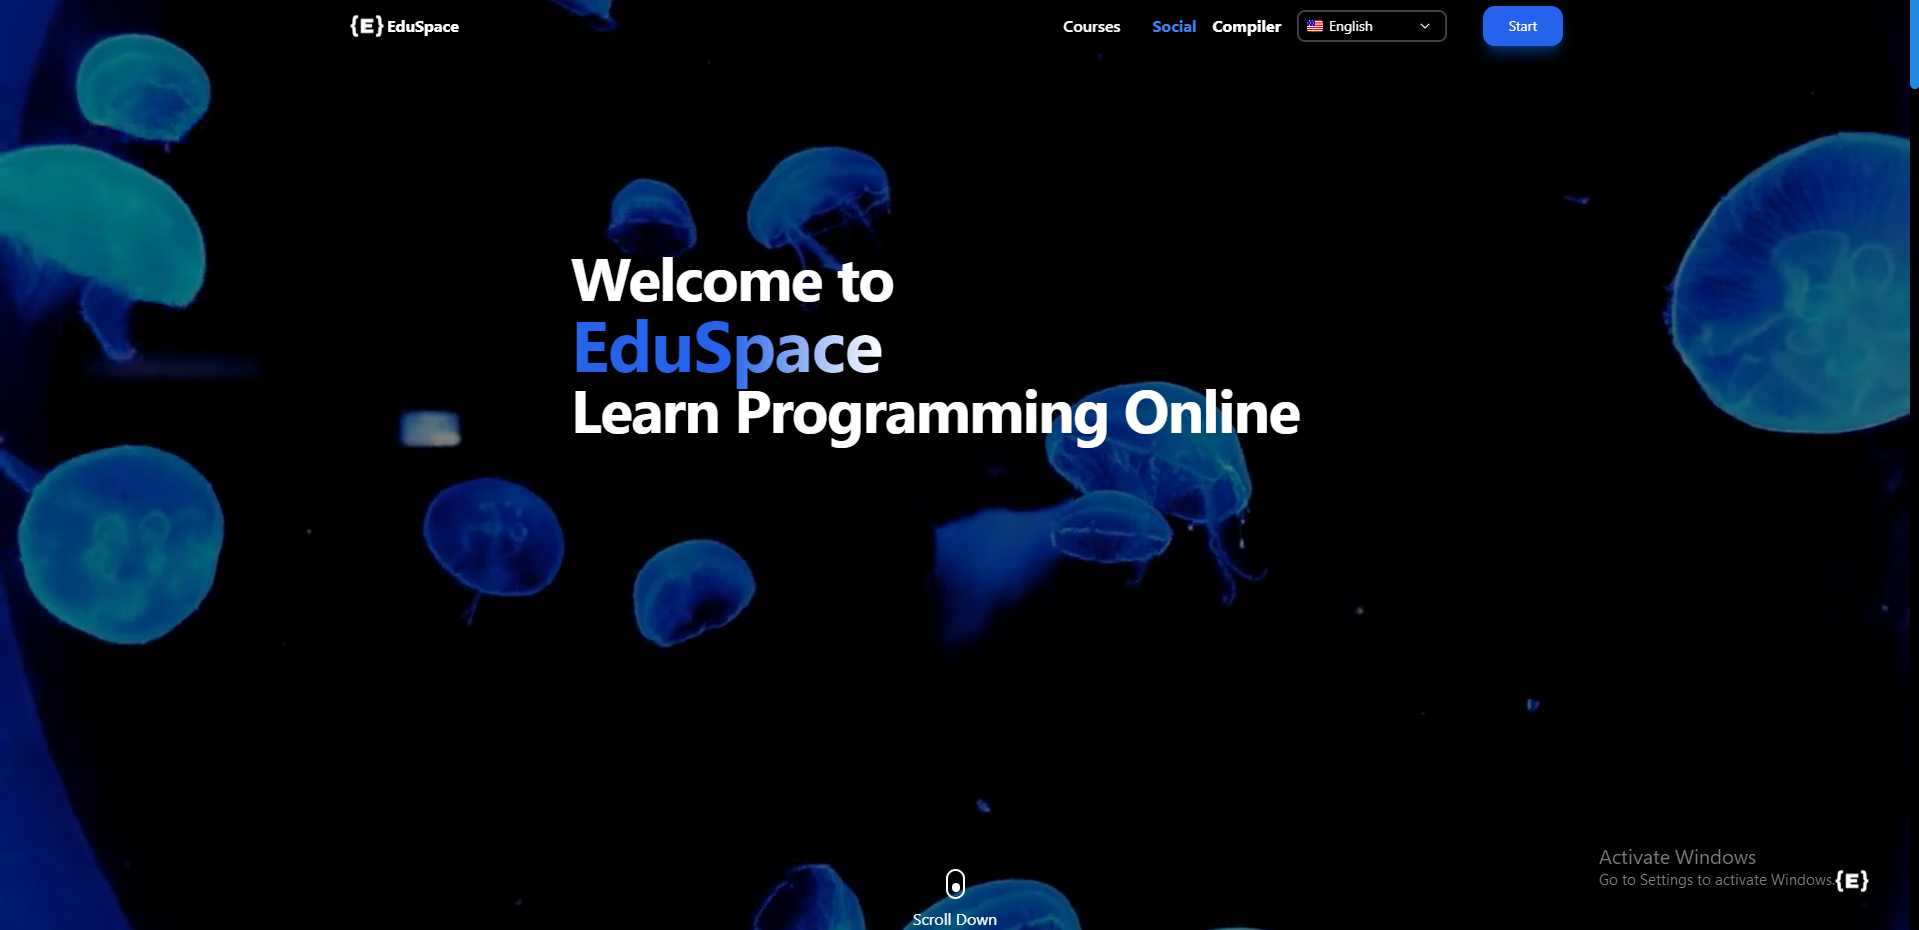 {E} EduSpace
Courses Social Compiler English Start
Welcome to
EduSpace
Learn Programming Online
Activate Windows
Go to Settings to activate Windows.
{E}
Scroll Down